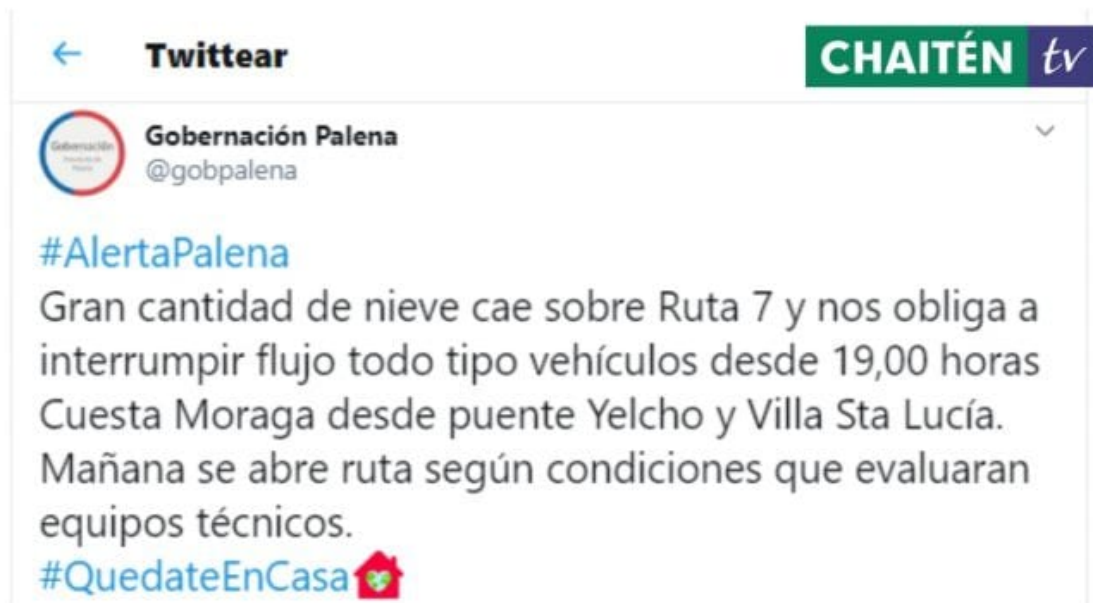 Twittear
CHAITÉN tv
Gobernación Palena
@gobpalena
Gobernación
#AlertaPalena
Gran cantidad de nieve cae sobre Ruta 7 y nos obliga a
interrumpir flujo todo tipo vehículos desde 19,00 horas
Cuesta Moraga desde puente Yelcho y Villa Sta Lucía.
Mañana se abre ruta según condiciones que evaluaran
equipos técnicos.
#QuedateEnCasa